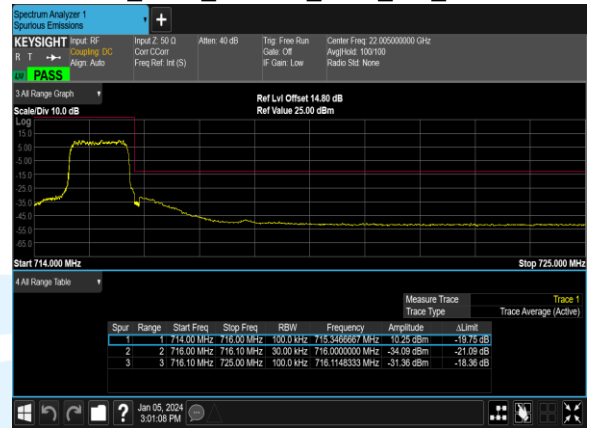 Spectrum Analyzer 1
Spurious Emissions
KEYSIGHT Input: RF Input Z: 50 Ω Atten: 40 dB Trig: Free Run Center Freq: 22.005000000 GHz
R T Coupling: DC Corr CCorr Gate: Off Avg|Hold: 100/100
Align: Auto Freq Ref: Int (S) IF Gain: Low Radio Std: None
PASS
3 All Range Graph
Ref Lvl Offset 14.80 dB
Scale/Div 10.0 dB Ref Value 25.00 dBm
Log
15.0
5.00
-5.00
-15.0
-25.0
-35.0
-45.0
-55.0
-65.0
Start 714.000 MHz Stop 725.000 MHz
4 All Range Table
Measure Trace Trace 1
Trace Type Trace Average (Active)
Spur Range Start Freq Stop Freq RBW Frequency Amplitude ΔLimit
1 1 714.00 MHz 716.00 MHz 100.0 kHz 715.3466667 MHz 10.25 dBm -19.75 dB
2 2 716.00 MHz 716.10 MHz 30.00 kHz 716.0000000 MHz -34.09 dBm -21.09 dB
3 3 716.10 MHz 725.00 MHz 100.0 kHz 716.1148333 MHz -31.36 dBm -18.36 dB
Jan 05, 2024
3:01:08 PM